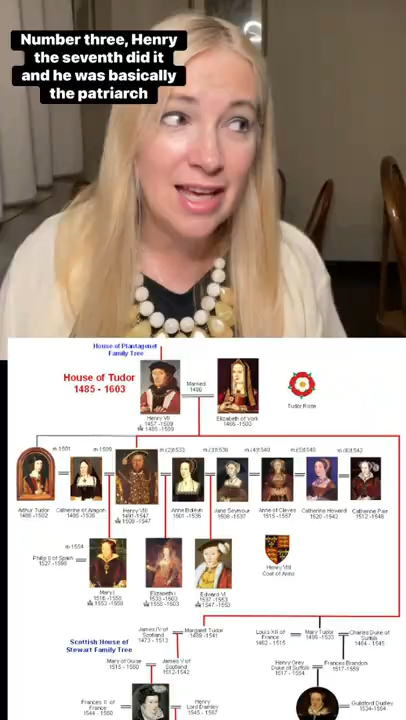 Number three, Henry
the seventh did it
and he was basically
the patriarch
House of Plantagenet
Family Tree
House of Tudor
1485 - 1603
Married
1486
Henry VII
1457-1509
1485-1509
Elizabeth of York
1466-1503
Tudor Rose
m.1501
m.1509
m.(2)1533
m.(3)1536
m.(4)1540
m.(5)1540
m.(6)1543
Arthur Tudor
1486-1502
Catherine of Aragon
1485-1536
Henry VIII
1491-1547
1509-1547
Anne Boleyn
1501-1536
Jane Seymour
1508-1537
Anne of Cleves
1515-1557
Catherine Howard
1520-1542
Catherine Parr
1512-1548
m.1554
Philip II of Spain
1527-1598
Mary I
1516-1558
1553-1558
Elizabeth I
1533-1603
1558-1603
Edward VI
1537-1553
1547-1553
Henry VIII
Coat of Arms
James IV of
Scotland
1473-1513
Margaret Tudor
1489-1541
Louis XII of
France
1462-1515
Mary Tudor
1496-1533
Charles Duke of
Suffolk
1484-1545
Scottish House of
Stewart Family Tree
Mary of Guise
1515-1560
James V of
Scotland
1512-1542
Henry Grey
Duke of Suffolk
1517-1554
Frances Brandon
1517-1559
Francis II of
France
1544-1560
Henry
Lord Darnley
1545-1567
Guildford Dudley
1534-1554